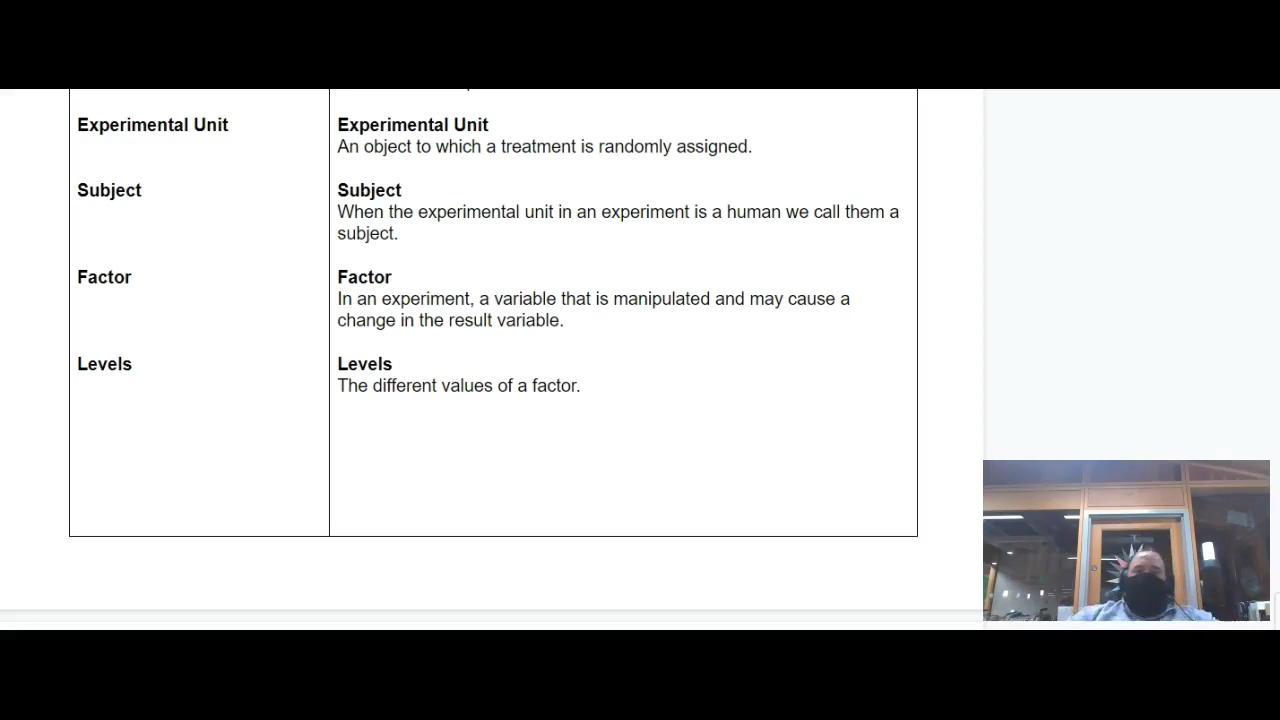 Experimental Unit
Experimental Unit
An object to which a treatment is randomly assigned.
Subject
Subject
When the experimental unit in an experiment is a human we call them a
subject.
Factor
Factor
In an experiment, a variable that is manipulated and may cause a
change in the result variable.
Levels
Levels
The different values of a factor.